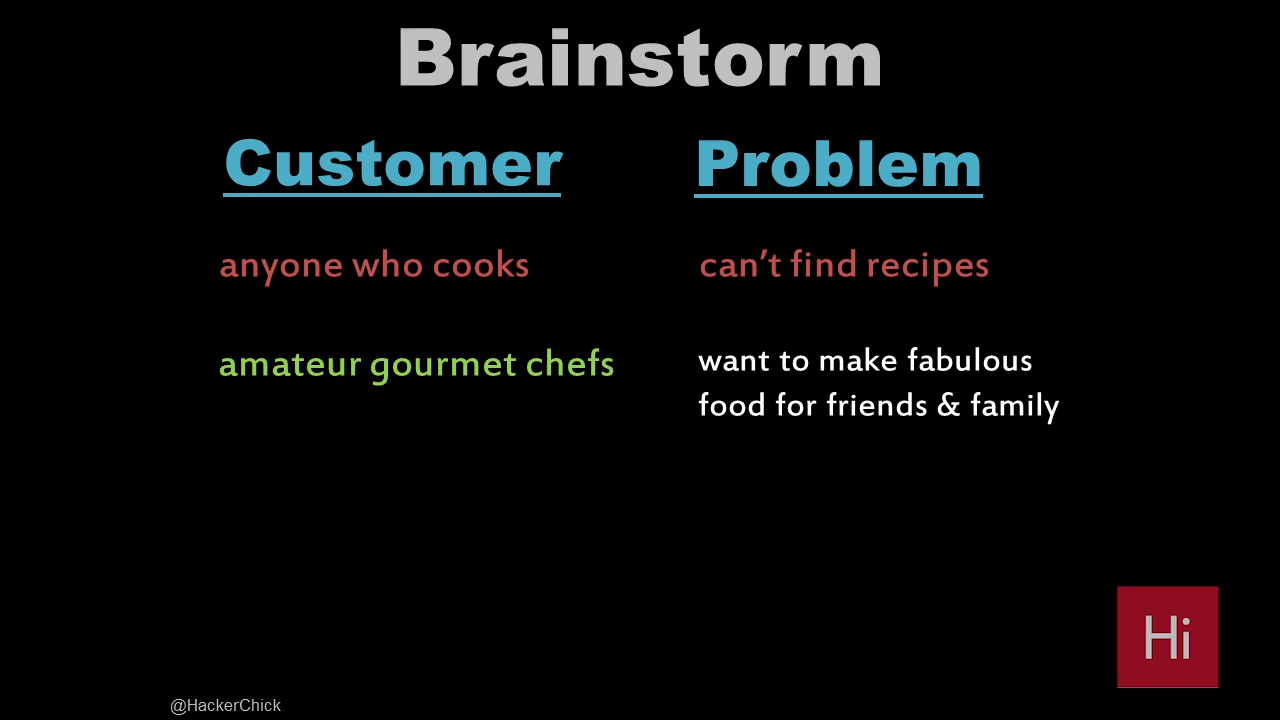 Brainstorm
Customer
Problem
anyone who cooks
can’t find recipes
amateur gourmet chefs
want to make fabulous
food for friends & family
Hi
@HackerChick